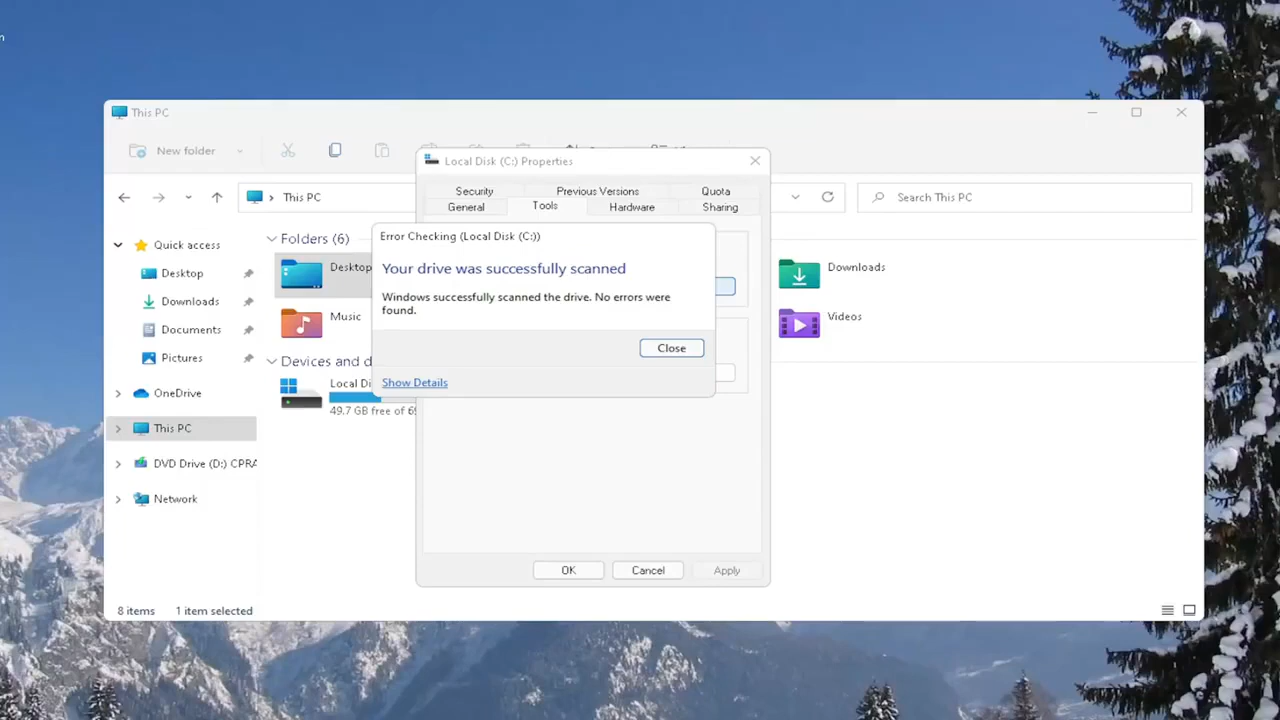 n
This PC
New folder
Local Disk (C:) Properties
Security
Previous Versions
Quota
General
Tools
Hardware
Sharing
This PC
Search This PC
Error Checking (Local Disk (C:))
Your drive was successfully scanned
Windows successfully scanned the drive. No errors were
found.
Close
Show Details
Quick access
Desktop
Downloads
Documents
Pictures
OneDrive
This PC
DVD Drive (D:) CPRA
Network
Folders (6)
Desktop
Downloads
Music
Videos
Devices and d
Local Di
49.7 GB free of 69
OK
Cancel
Apply
8 items
1 item selected